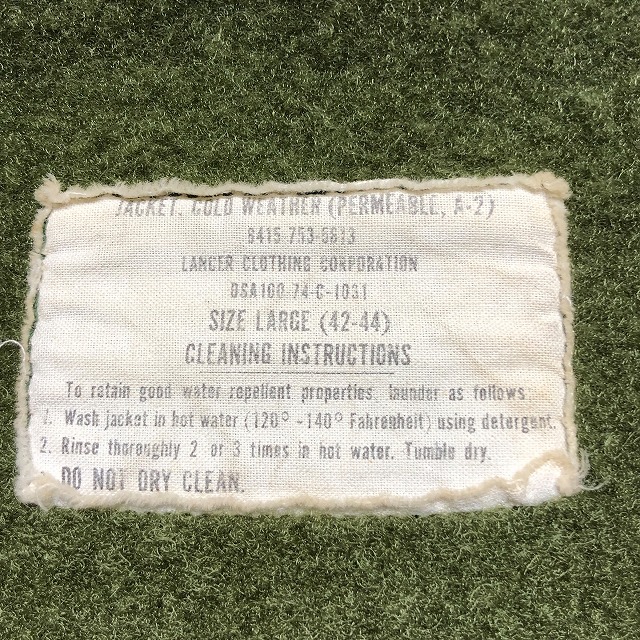 JACKET, COLD WEATHER (PERMEABLE, A-2)
8415-753-5613
LANCER CLOTHING CORPORATION
DSA100-74-C-1031
SIZE LARGE (42-44)
CLEANING INSTRUCTIONS
To retain good water repellent properties, launder as follows
1. Wash jacket in hot water (120° -140° Fahrenheit) using detergent.
2. Rinse thoroughly 2 or 3 times in hot water. Tumble dry.
DO NOT DRY CLEAN.